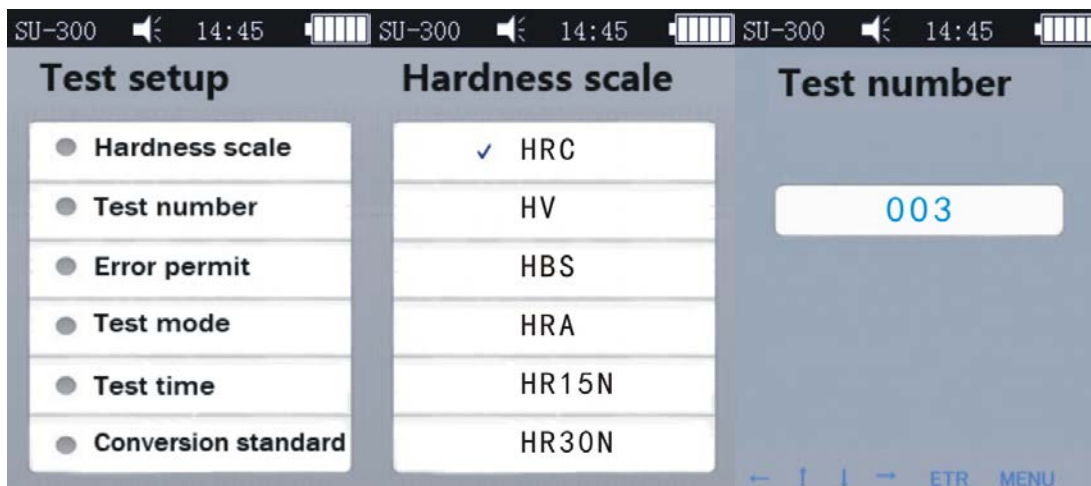 SU-300 14:45
Test setup
Hardness scale
Test number
Error permit
Test mode
Test time
Conversion standard
SU-300 14:45
Hardness scale
✓ HRC
HV
HBS
HRA
HR15N
HR30N
SU-300 14:45
Test number
003
← ↑ ↓ → ETR MENU